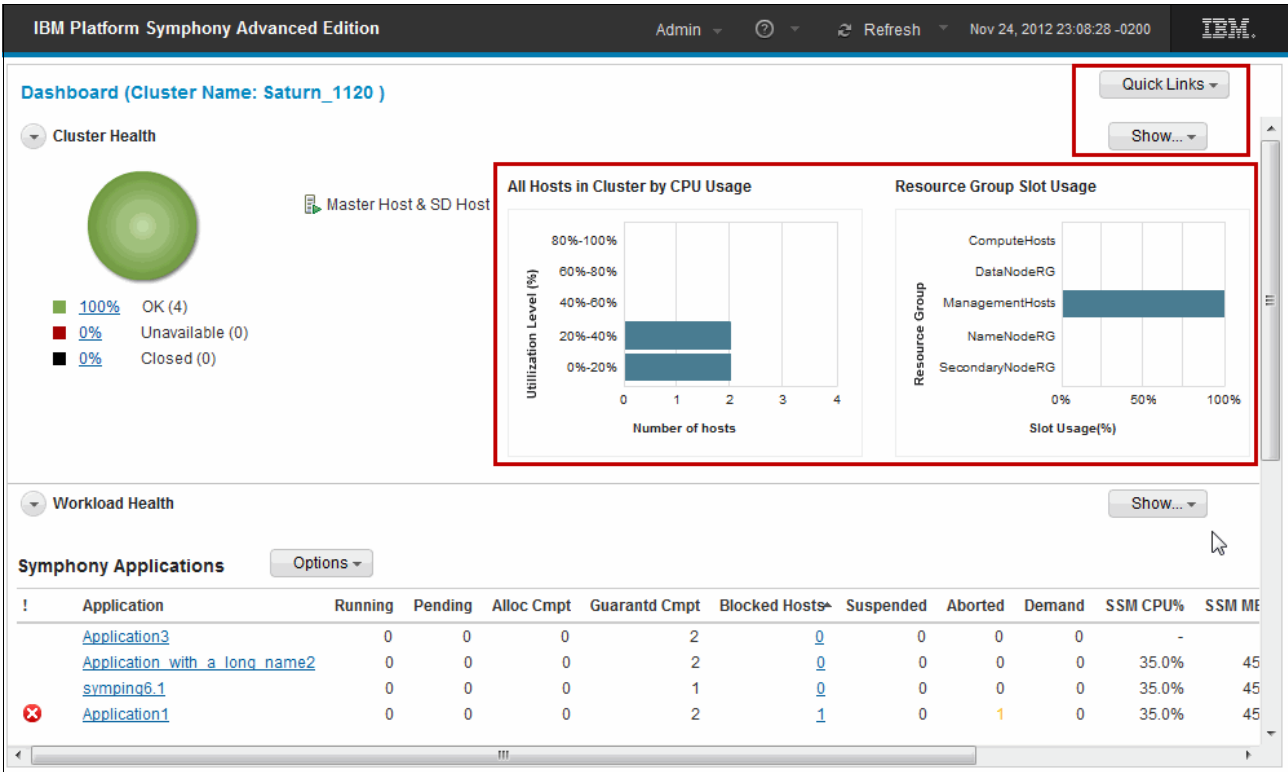 IBM Platform Symphony Advanced Edition Admin ? Refresh Nov 24, 2012 23:08:28 -0200 IBM.
Dashboard (Cluster Name: Saturn_1120 ) Quick Links
Cluster Health Show...
Master Host & SD Host
100% OK (4)
0% Unavailable (0)
0% Closed (0)
All Hosts in Cluster by CPU Usage
Utilization Level (%)
80%-100%
60%-80%
40%-60%
20%-40%
0%-20%
0 1 2 3 4
Number of hosts
Resource Group Slot Usage
Resource Group
ComputeHosts
DataNodeRG
ManagementHosts
NameNodeRG
SecondaryNodeRG
0% 50% 100%
Slot Usage(%)
Workload Health Show...
Symphony Applications Options
! Application Running Pending Alloc Cmpt Guarantd Cmpt Blocked Hosts Suspended Aborted Demand SSM CPU% SSM ME
Application3 0 0 0 2 0 0 0 0 -
Application_with_a_long_name2 0 0 0 2 0 0 0 0 35.0% 45
symping6.1 0 0 0 1 0 0 0 0 35.0% 45
Application1 0 0 0 2 1 0 1 0 35.0% 45